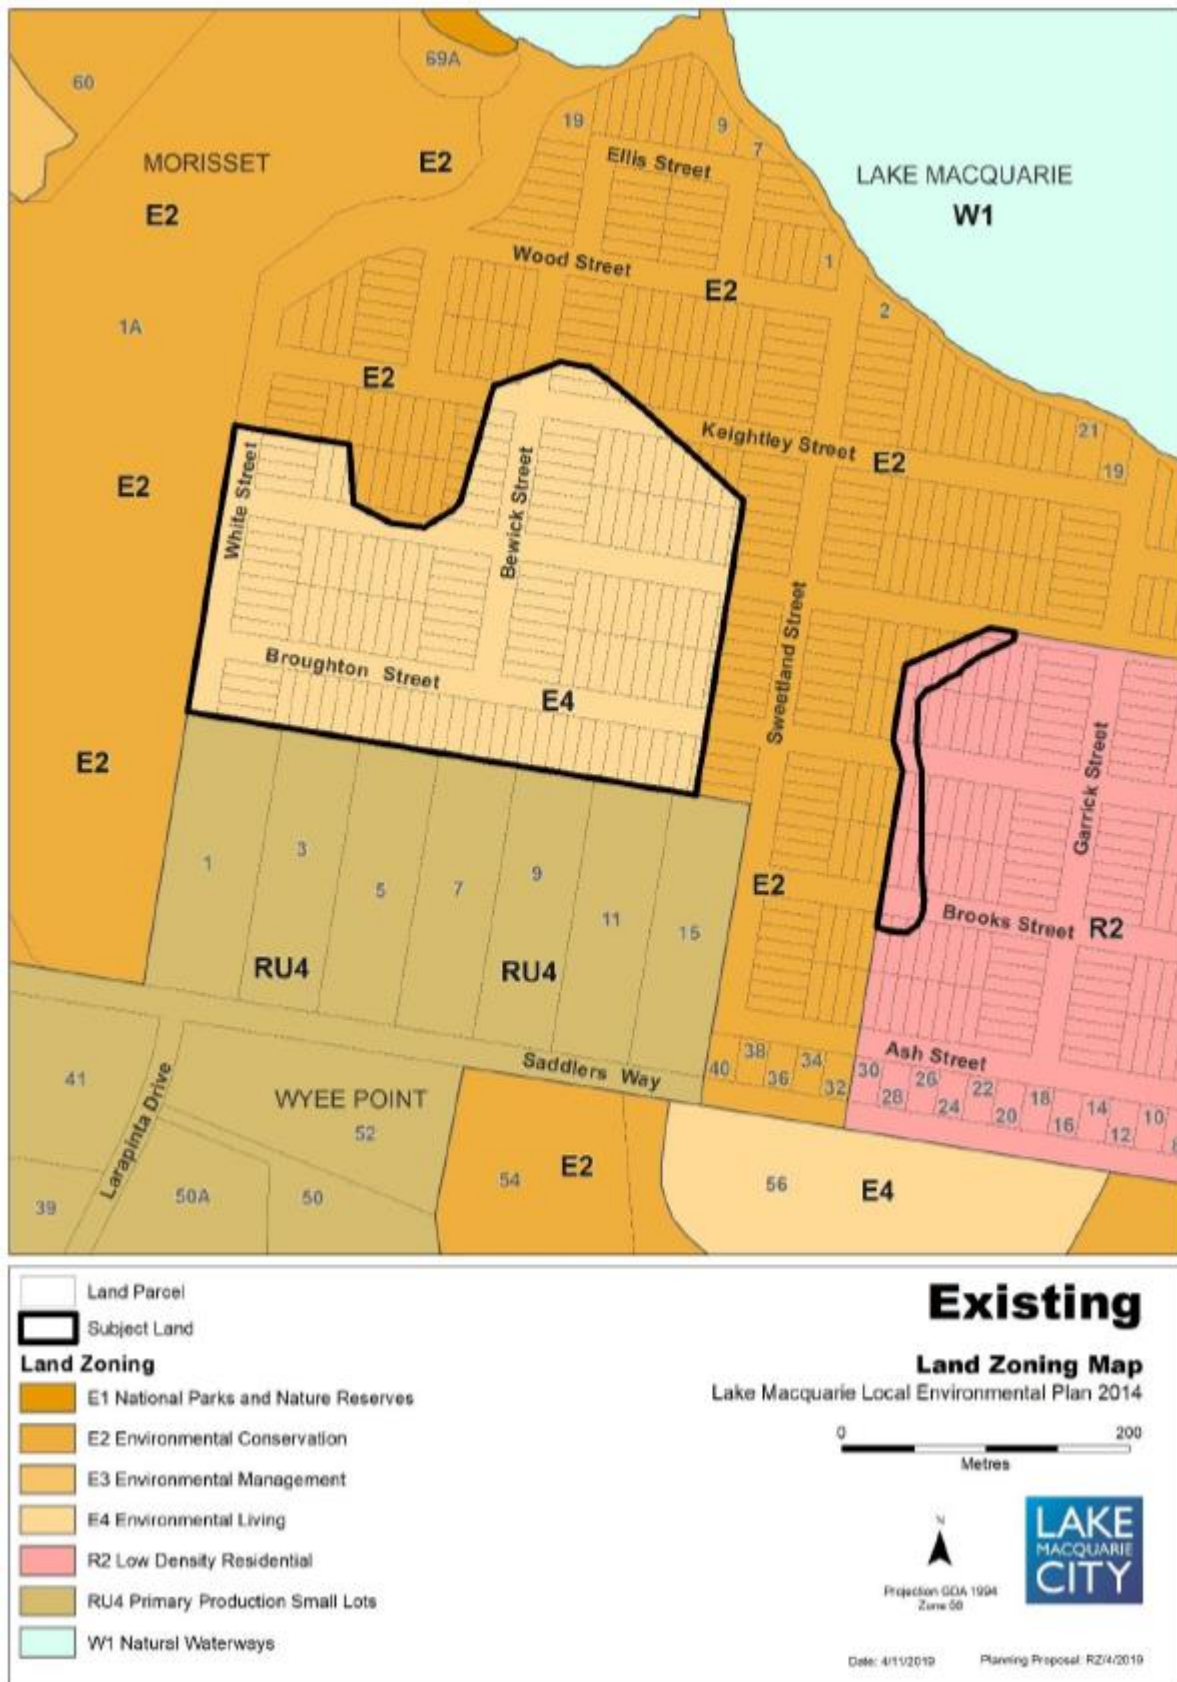 60
69A
MORISSET
E2
E2
19
9
7
Ellis Street
LAKE MACQUARIE
W1
Wood Street
1
E2
2
1A
E2
Keightley Street
E2
21
19
E2
White Street
Bewick Street
Sweetland Street
Broughton Street
E4
E2
Garrick Street
1
3
5
7
9
11
15
E2
Brooks Street
R2
RU4
RU4
Saddlers Way
Ash Street
40
38
36
34
32
30
28
26
24
22
20
18
16
14
12
10
8
41
Larapinta Drive
WYEE POINT
52
39
50A
50
54
E2
56
E4
Land Parcel
Subject Land
Land Zoning
E1 National Parks and Nature Reserves
E2 Environmental Conservation
E3 Environmental Management
E4 Environmental Living
R2 Low Density Residential
RU4 Primary Production Small Lots
W1 Natural Waterways
Existing
Land Zoning Map
Lake Macquarie Local Environmental Plan 2014
0 200
Metres
N
Projection GDA 1994
Zone 56
LAKE
MACQUARIE
CITY
Date: 4/11/2019 Planning Proposal: RZ/4/2019